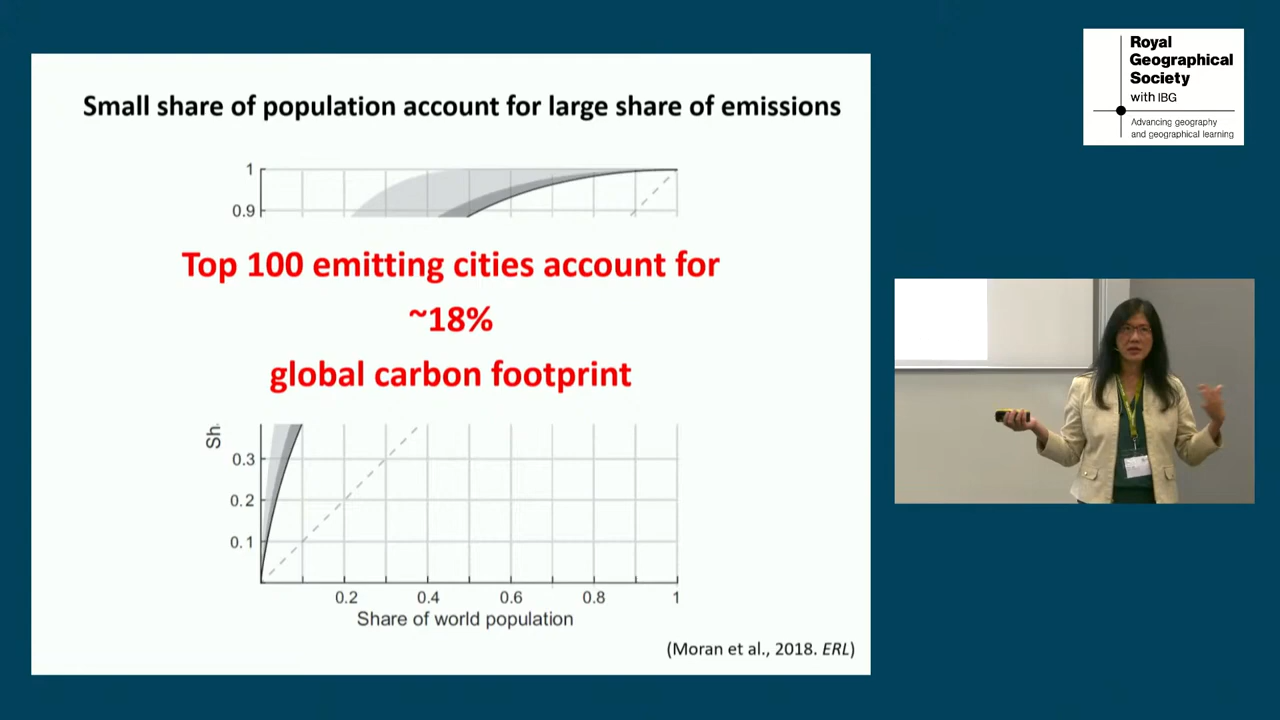 Royal
Geographical
Society
with IBG
Advancing geography
and geographical learning
Small share of population account for large share of emissions
1
0.9
Top 100 emitting cities account for
~18%
global carbon footprint
Sh
0.3
0.2
0.1
0.2 0.4 0.6 0.8 1
Share of world population
(Moran et al., 2018. ERL)